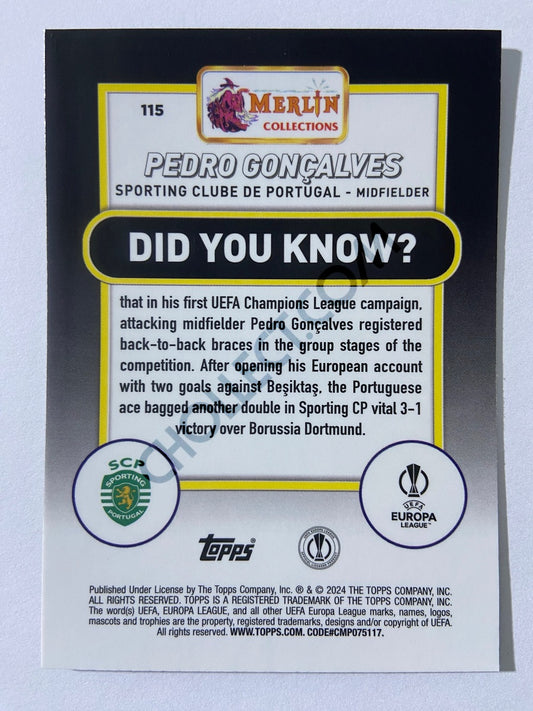 115
MERLIN
COLLECTIONS
PEDRO GONÇALVES
SPORTING CLUBE DE PORTUGAL - MIDFIELDER
DID YOU KNOW?
that in his first UEFA Champions League campaign,
attacking midfielder Pedro Gonçalves registered
back-to-back braces in the group stages of the
competition. After opening his European account
with two goals against Beşiktaş, the Portuguese
ace bagged another double in Sporting CP vital 3-1
victory over Borussia Dortmund.
CHOLLECT.COM
SCP
SPORTING
PORTUGAL
UEFA
EUROPA
LEAGUE™
Topps®
Published Under License by The Topps Company, Inc. ® & © 2024 THE TOPPS COMPANY, INC.
ALL RIGHTS RESERVED. TOPPS IS A REGISTERED TRADEMARK OF THE TOPPS COMPANY, INC.
The word(s) UEFA, EUROPA LEAGUE, and all other UEFA Europa League marks, names, logos,
mascots and trophies are the property, registered trademarks, designs and/or copyright of UEFA.
All rights reserved. WWW.TOPPS.COM. CODE#CMP075117.